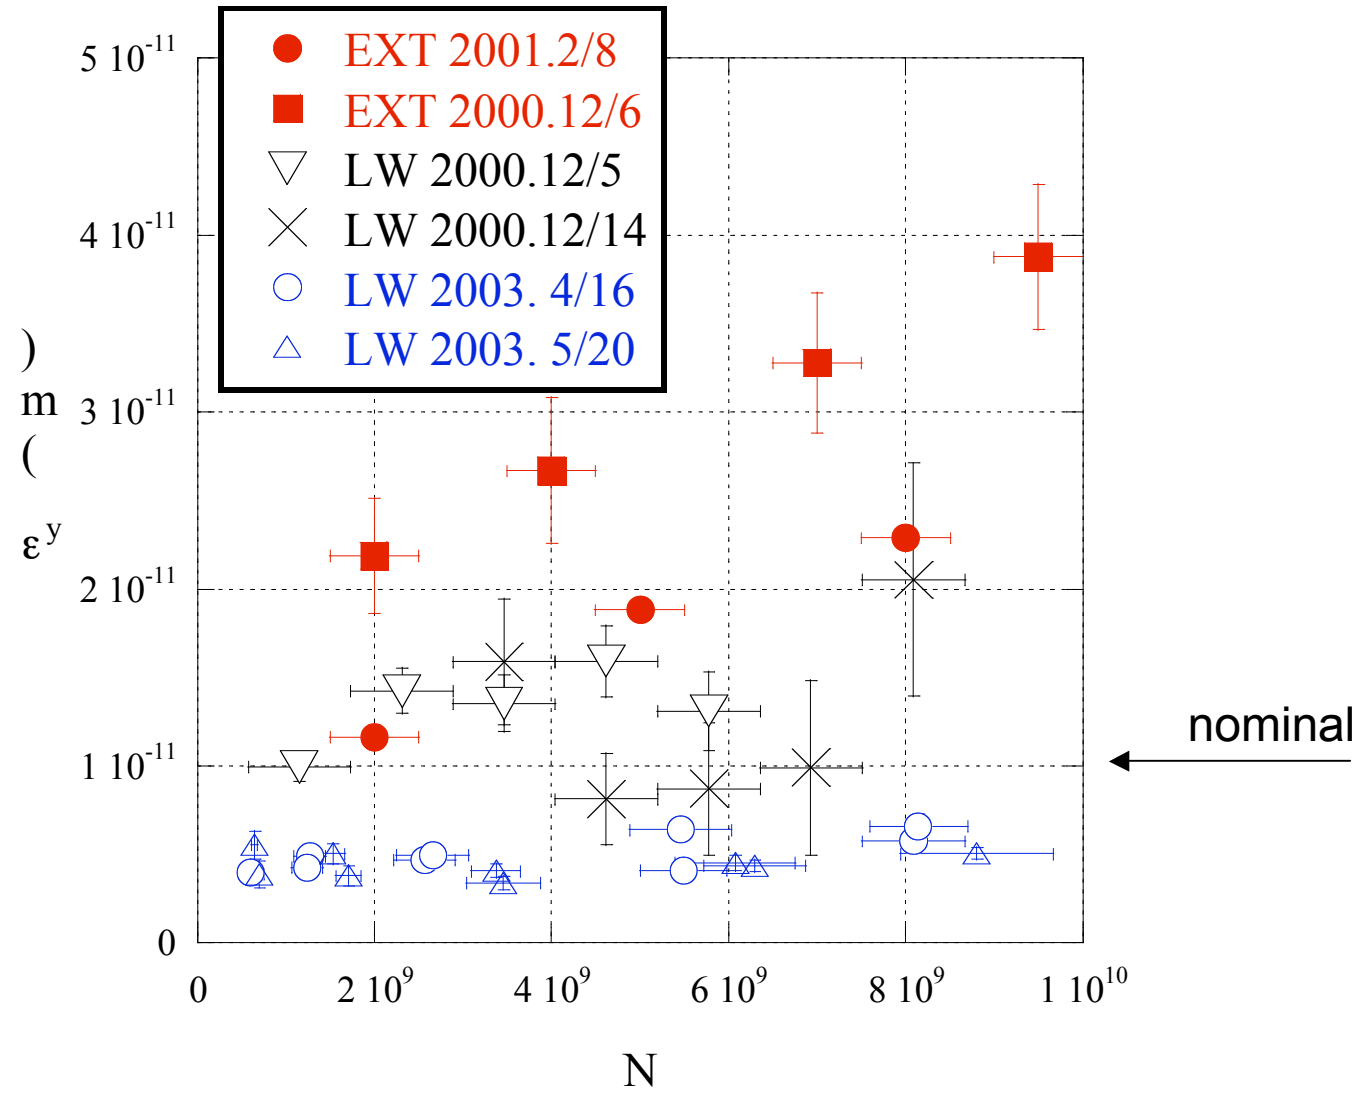 EXT 2001.2/8
EXT 2000.12/6
LW 2000.12/5
LW 2000.12/14
LW 2003. 4/16
LW 2003. 5/20
5 10⁻¹¹
4 10⁻¹¹
3 10⁻¹¹
2 10⁻¹¹
1 10⁻¹¹
0
)
m
(
εʸ
nominal
0
2 10⁹
4 10⁹
6 10⁹
8 10⁹
1 10¹⁰
N